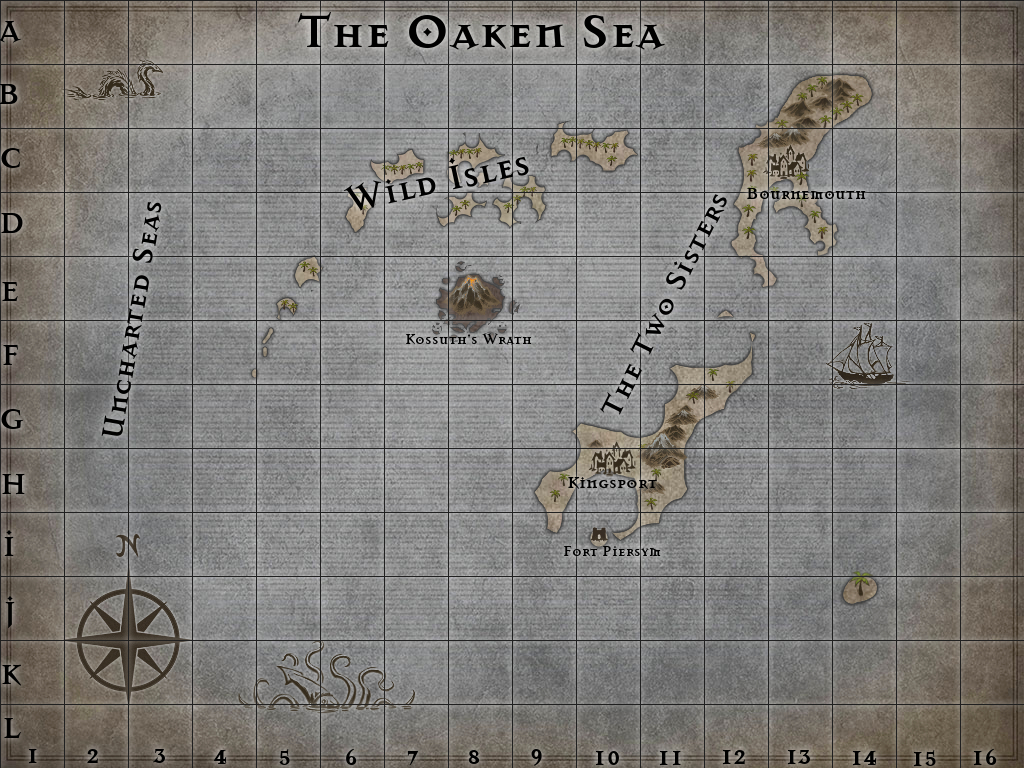 The Oaken Sea
A
B
C
Wild Isles
Bournemouth
D
Uncharted Seas
The Two Sisters
E
Kossuth's Wrath
F
G
H
Kingsport
I
N
Fort Piersym
J
K
L
1 2 3 4 5 6 7 8 9 10 11 12 13 14 15 16